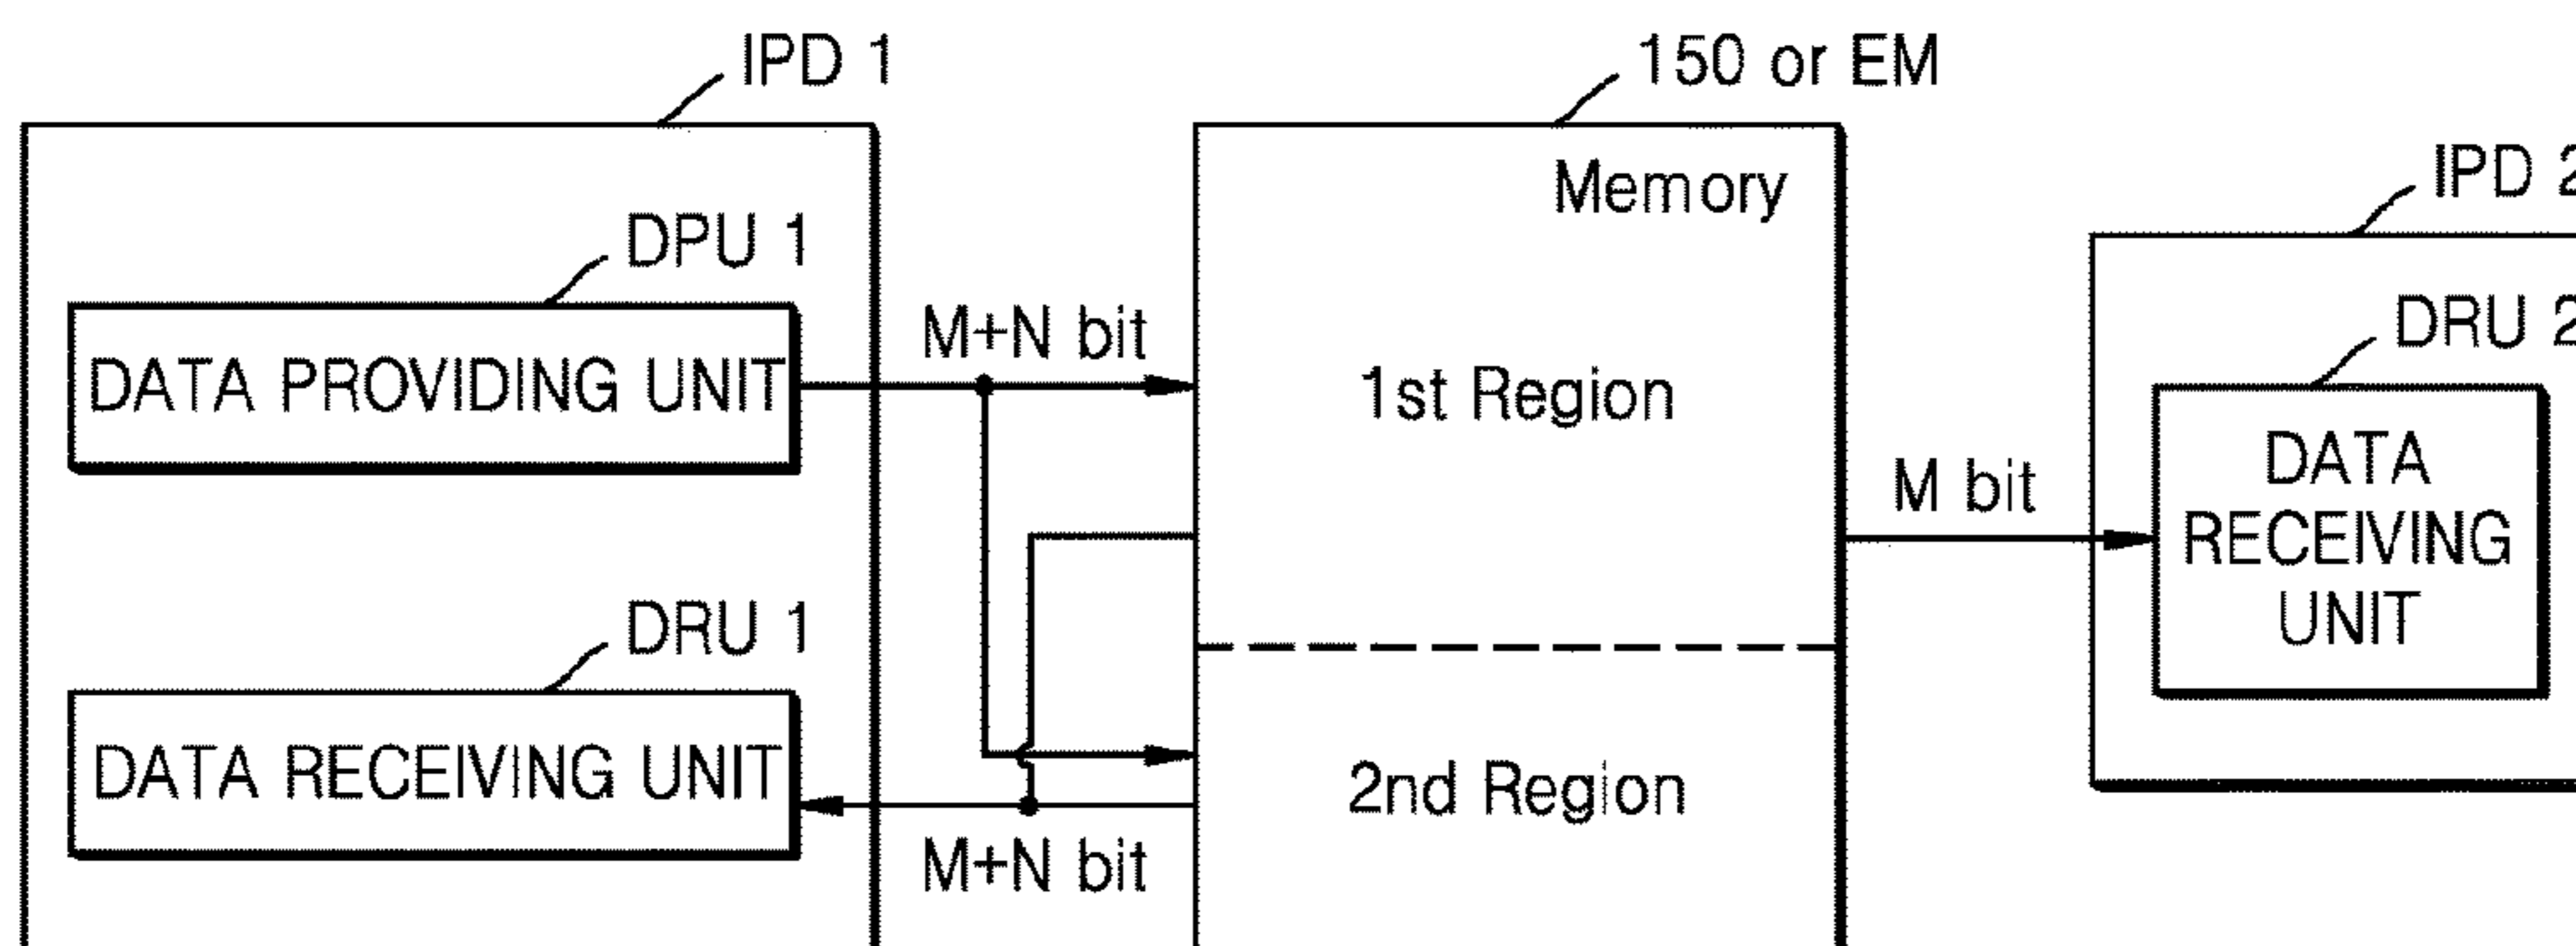 IPD 1
150 or EM
Memory
IPD 2
DPU 1
DATA PROVIDING UNIT
M+N bit
1st Region
DRU 2
DATA
RECEIVING
UNIT
M bit
DRU 1
DATA RECEIVING UNIT
M+N bit
2nd Region